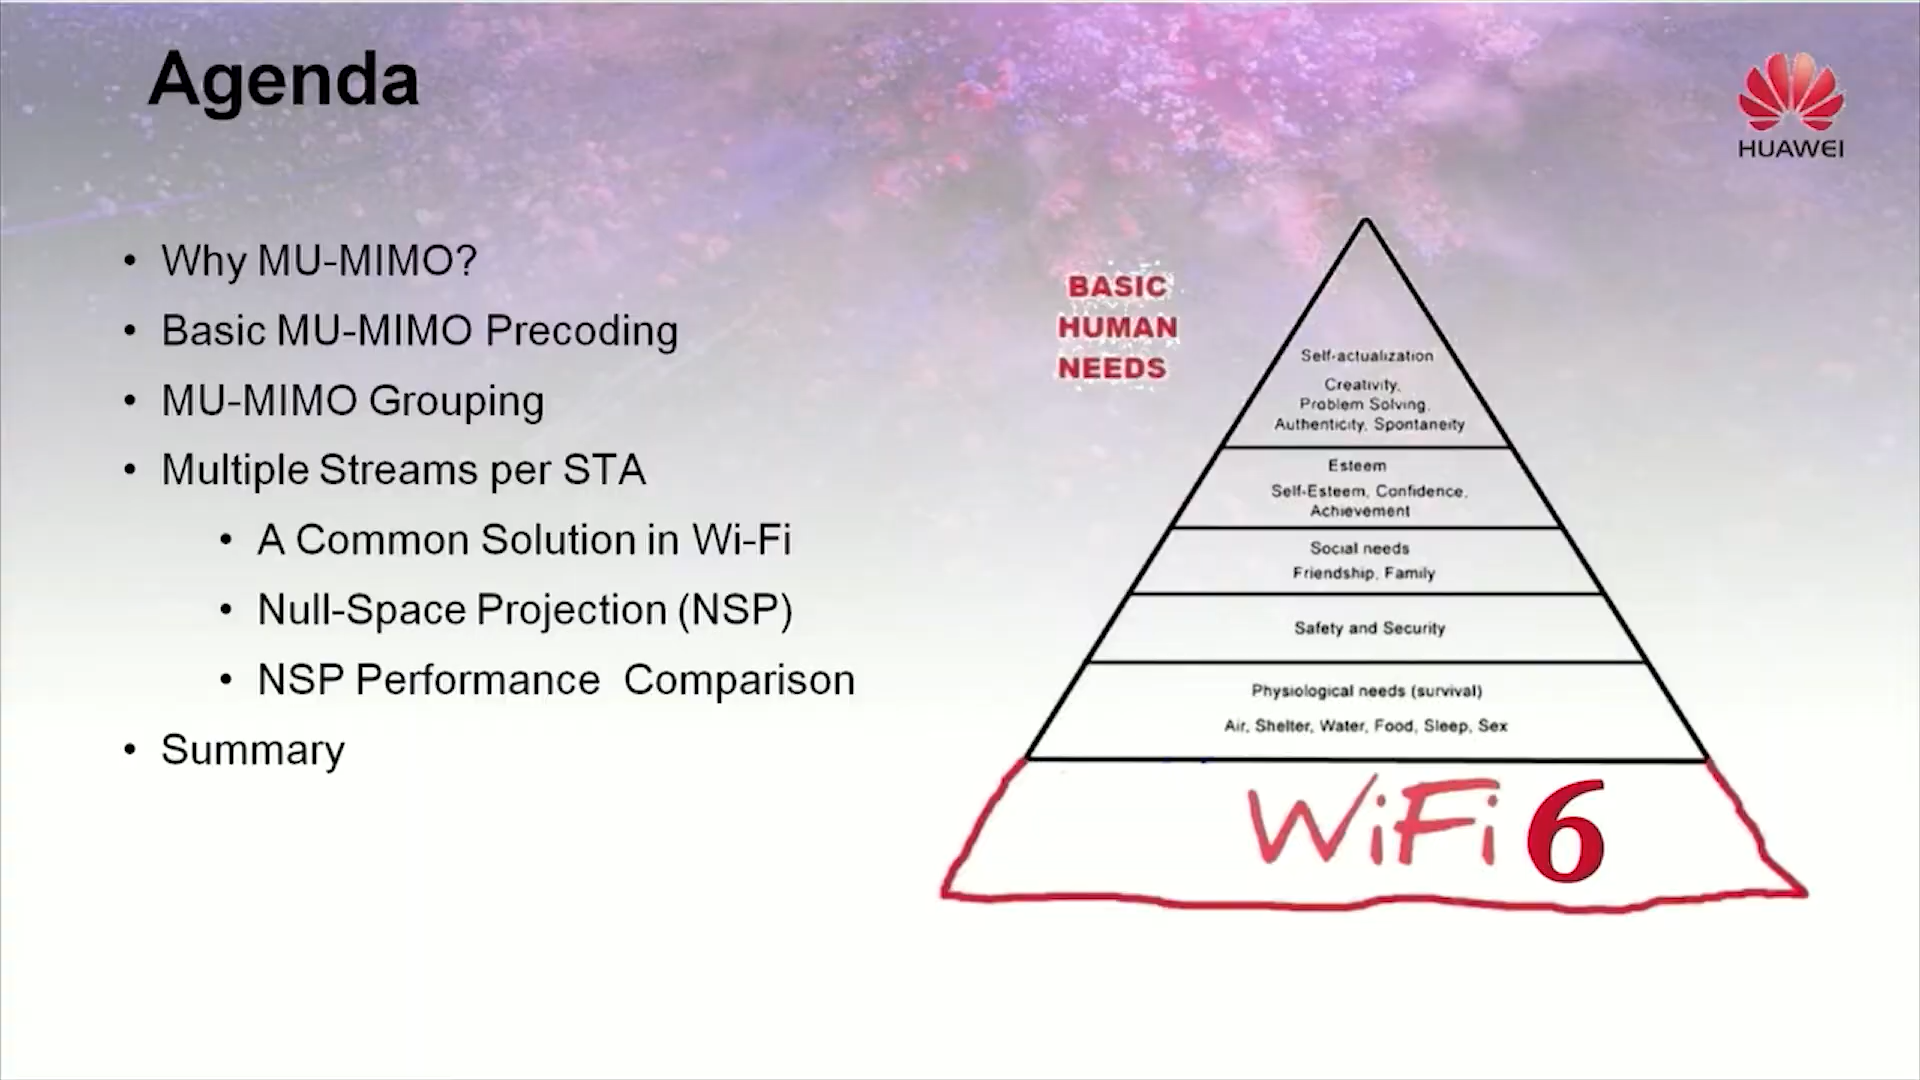 Agenda
HUAWEI
• Why MU-MIMO?
• Basic MU-MIMO Precoding
• MU-MIMO Grouping
• Multiple Streams per STA
• A Common Solution in Wi-Fi
• Null-Space Projection (NSP)
• NSP Performance Comparison
• Summary
BASIC
HUMAN
NEEDS
Self-actualization
Creativity,
Problem Solving,
Authenticity, Spontaneity
Esteem
Self-Esteem, Confidence,
Achievement
Social needs
Friendship, Family
Safety and Security
Physiological needs (survival)
Air, Shelter, Water, Food, Sleep, Sex
WiFi 6